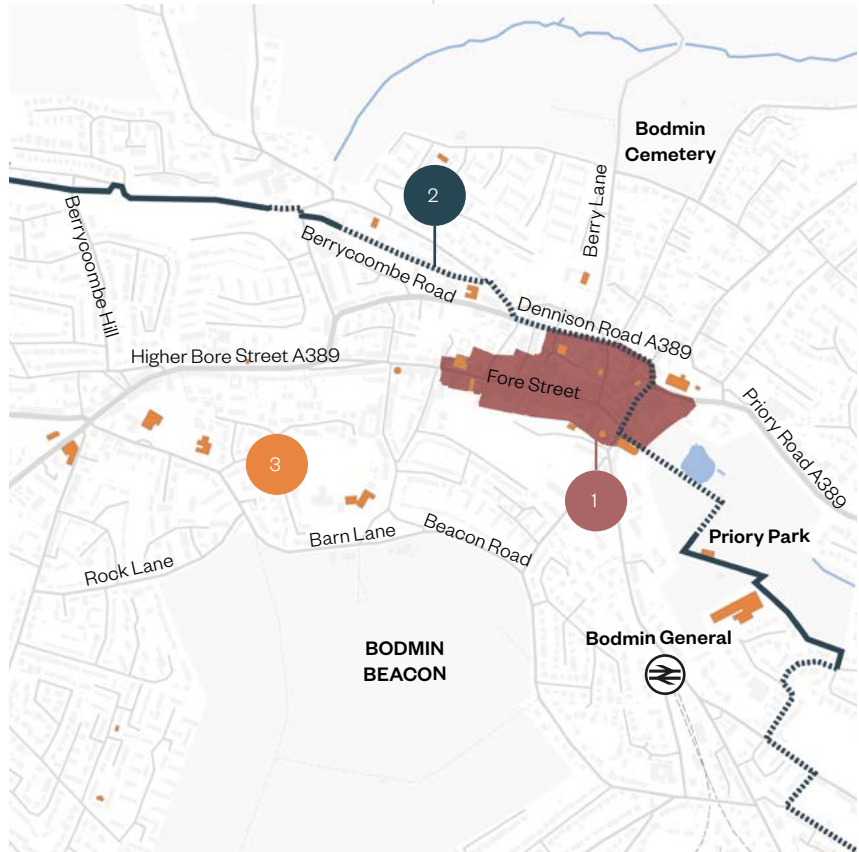 Bodmin
Cemetery
2
Berry Lane
Berrycoombe Hill
Berrycoombe Road
Dennison Road A389
Higher Bore Street A389
Fore Street
Priory Road A389
3
1
Priory Park
Beacon Road
Barn Lane
Rock Lane
Bodmin General
BODMIN
BEACON